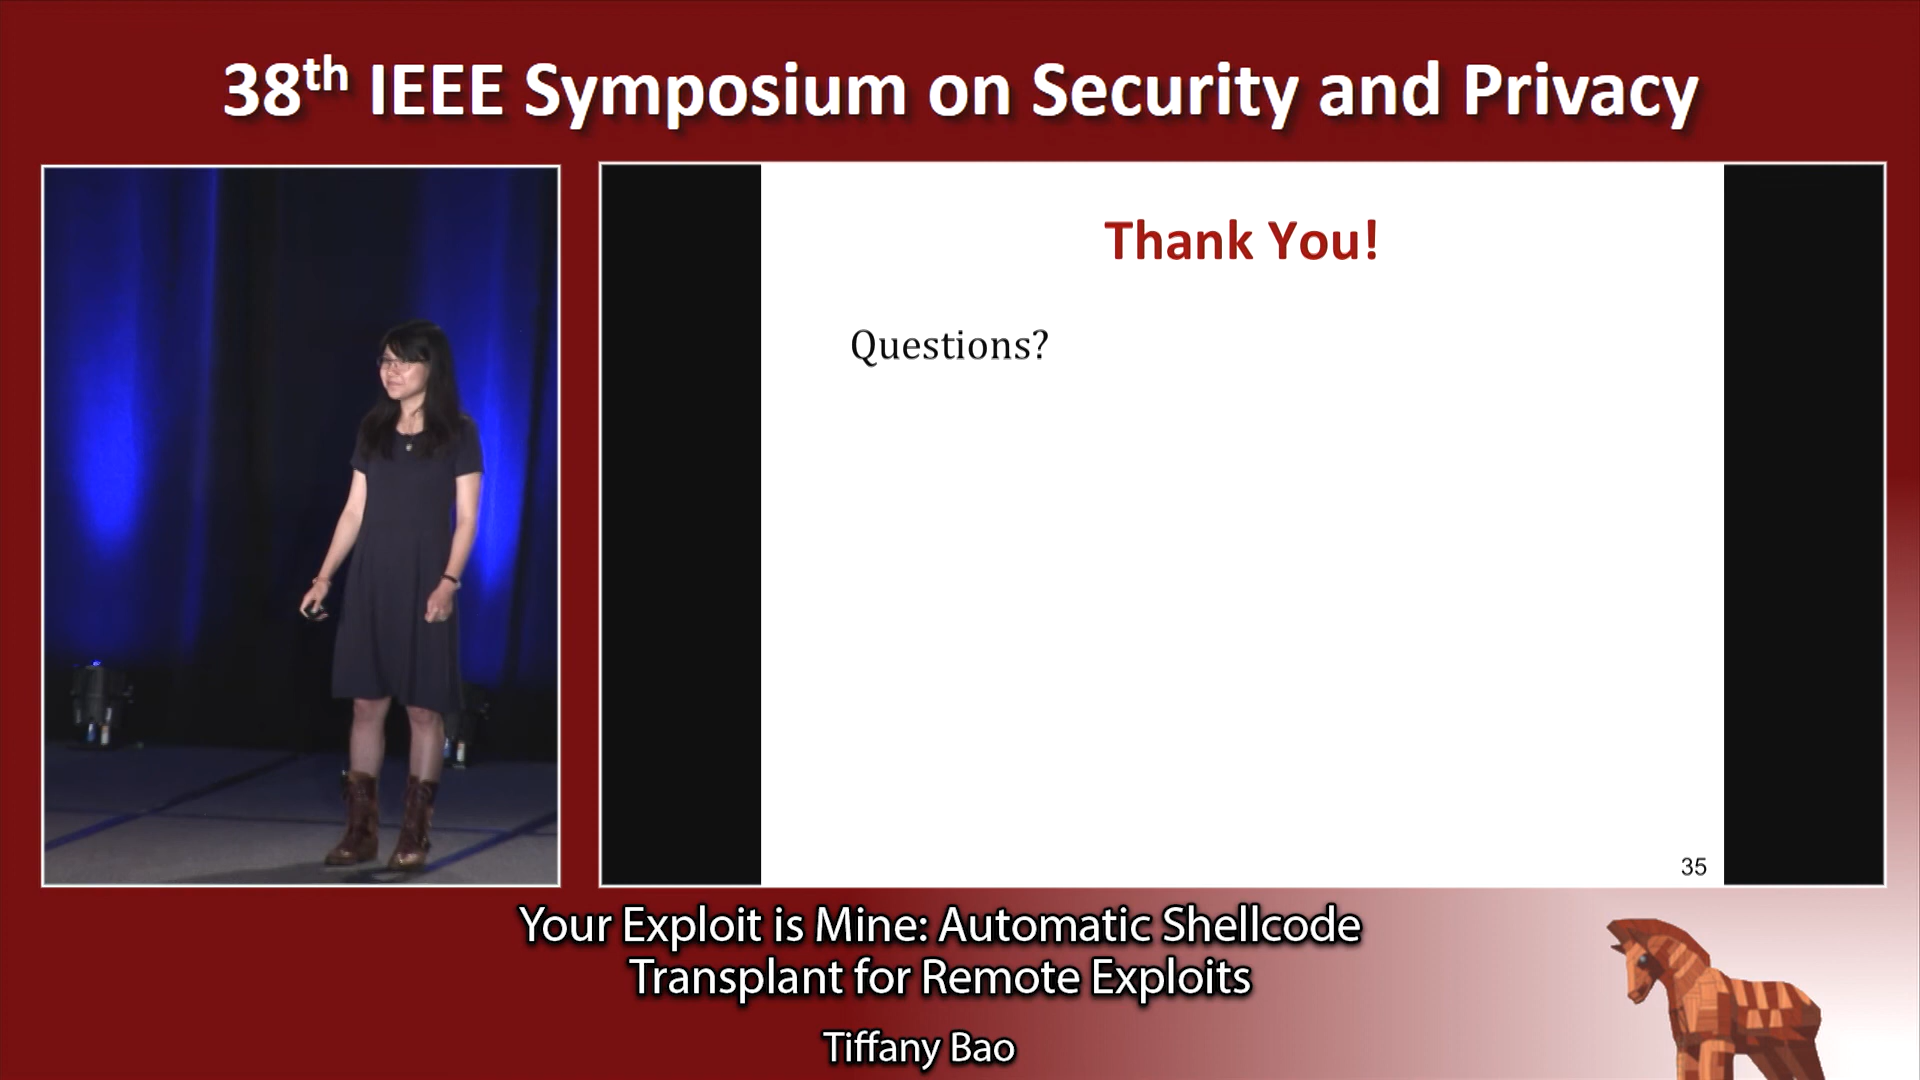 38th IEEE Symposium on Security and Privacy
Thank You!
Questions?
35
Your Exploit is Mine: Automatic Shellcode
Transplant for Remote Exploits
Tiffany Bao